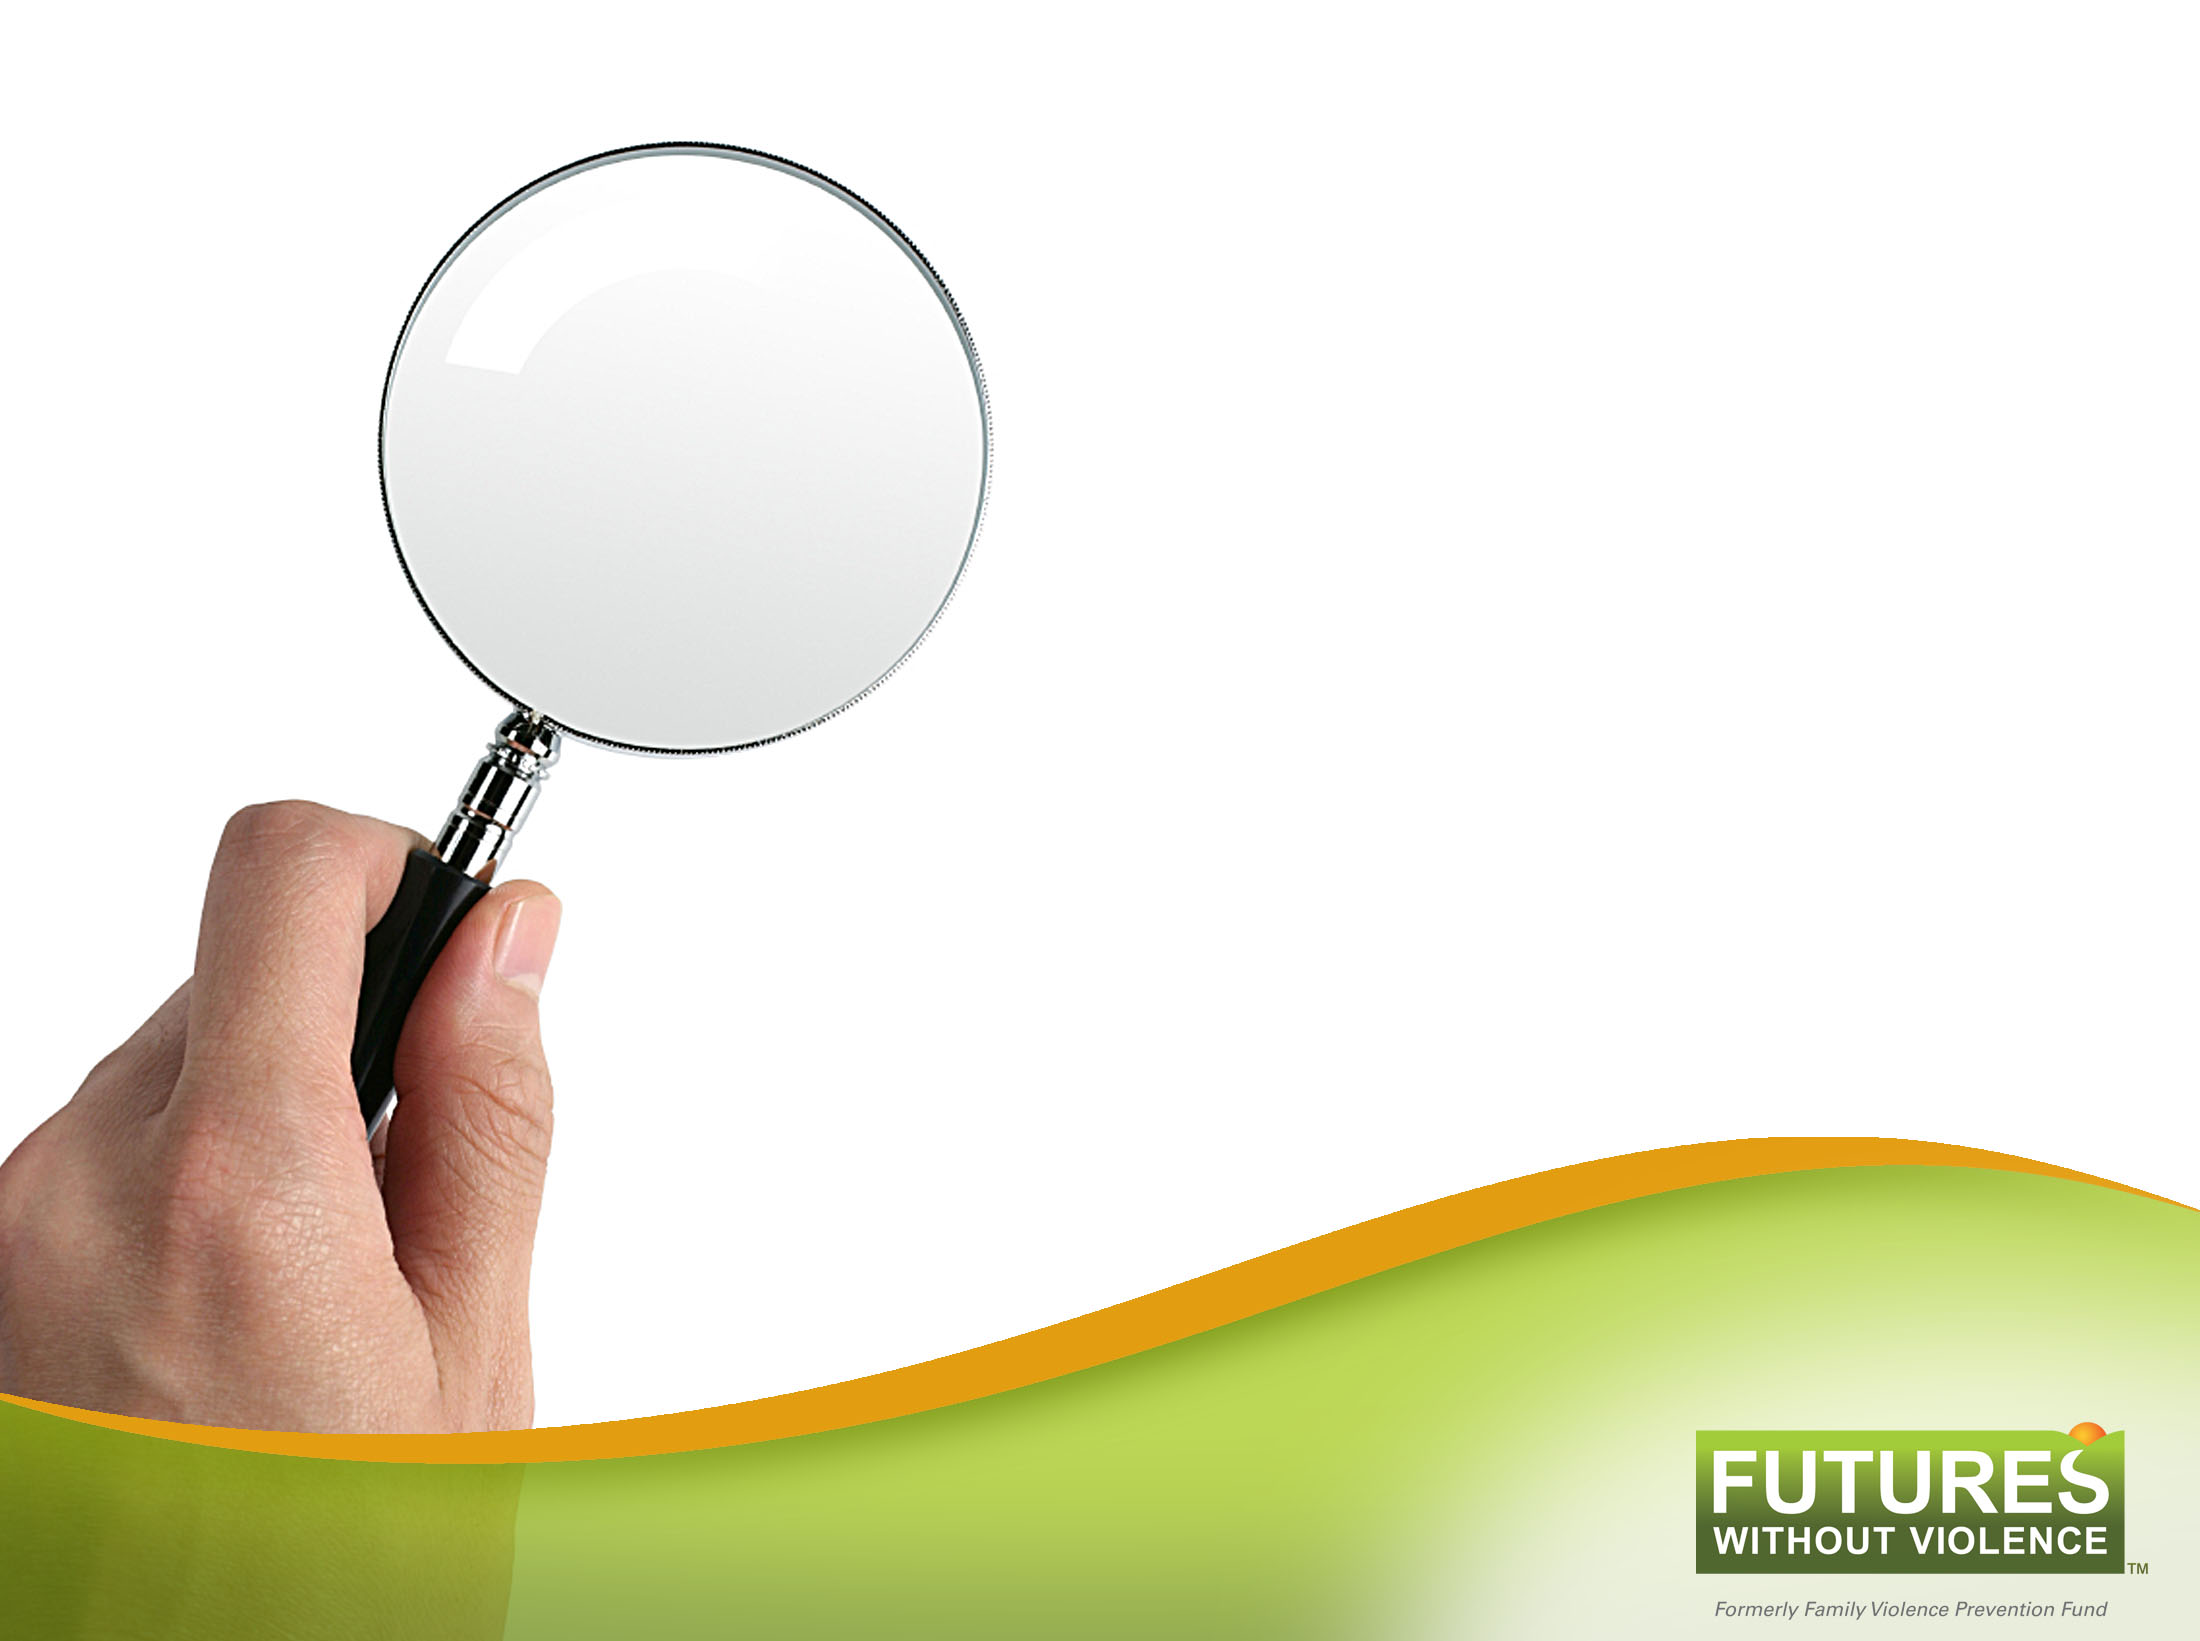 FUTURES
WITHOUT VIOLENCE
TM
Formerly Family Violence Prevention Fund